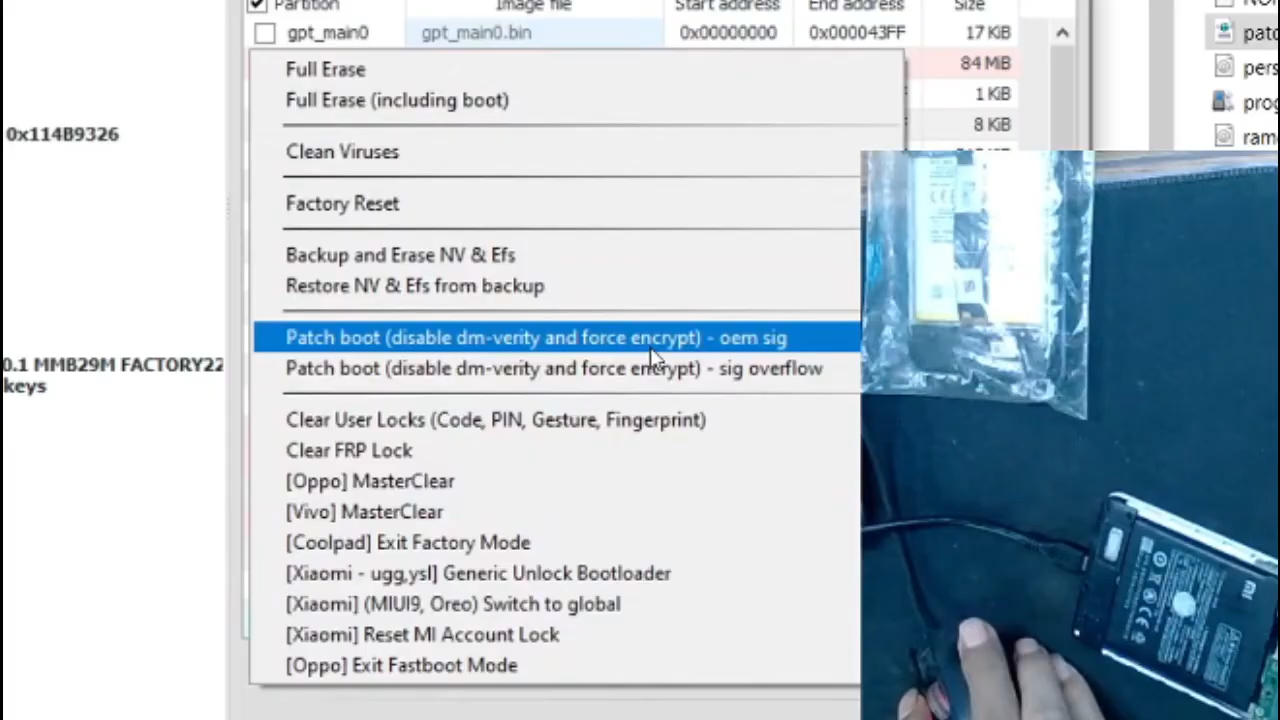 Partition Image file Start address End address Size
gpt_main0 gpt_main0.bin 0x00000000 0x000043FF 17 KiB
84 MiB
1 KiB
8 KiB
Full Erase
Full Erase (including boot)
Clean Viruses
Factory Reset
Backup and Erase NV & Efs
Restore NV & Efs from backup
Patch boot (disable dm-verity and force encrypt) - oem sig
Patch boot (disable dm-verity and force encrypt) - sig overflow
Clear User Locks (Code, PIN, Gesture, Fingerprint)
Clear FRP Lock
[Oppo] MasterClear
[Vivo] MasterClear
[Coolpad] Exit Factory Mode
[Xiaomi - ugg,ysl] Generic Unlock Bootloader
[Xiaomi] (MIUI9, Oreo) Switch to global
[Xiaomi] Reset MI Account Lock
[Oppo] Exit Fastboot Mode
0x114B9326
0.1 MMB29M FACTORY22
keys
patc
pers
prog
ram
mi